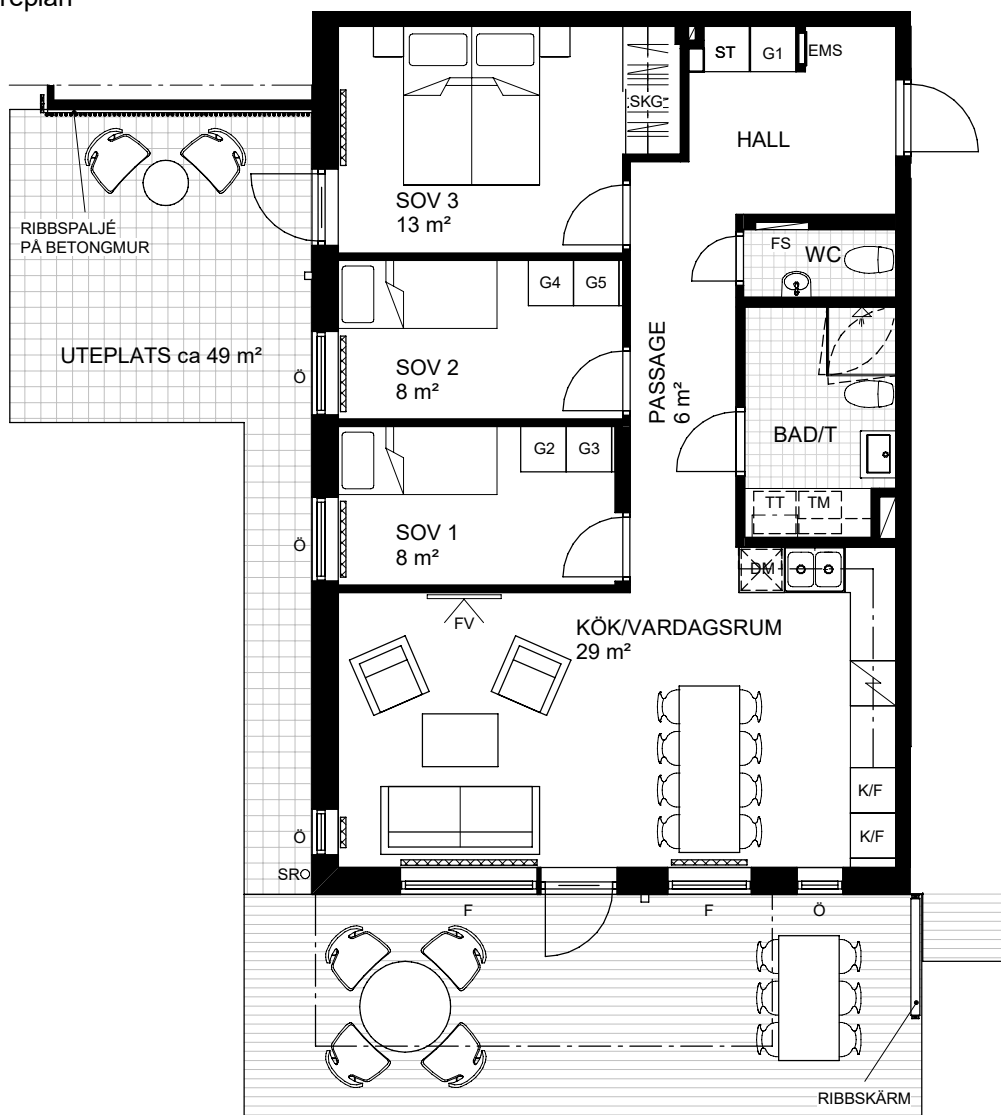 ST
G1
EMS
SKG
HALL
SOV 3
13 m²
RIBBSPALJÉ
PÅ BETONGMUR
FS
WC
G4
G5
UTEPLATS ca 49 m²
Ö
SOV 2
8 m²
PASSAGE
6 m²
BAD/T
G2
G3
TT
TM
SOV 1
8 m²
Ö
DM
FV
KÖK/VARDAGSRUM
29 m²
K/F
K/F
Ö
SRO
F
F
Ö
RIBBSKÄRM